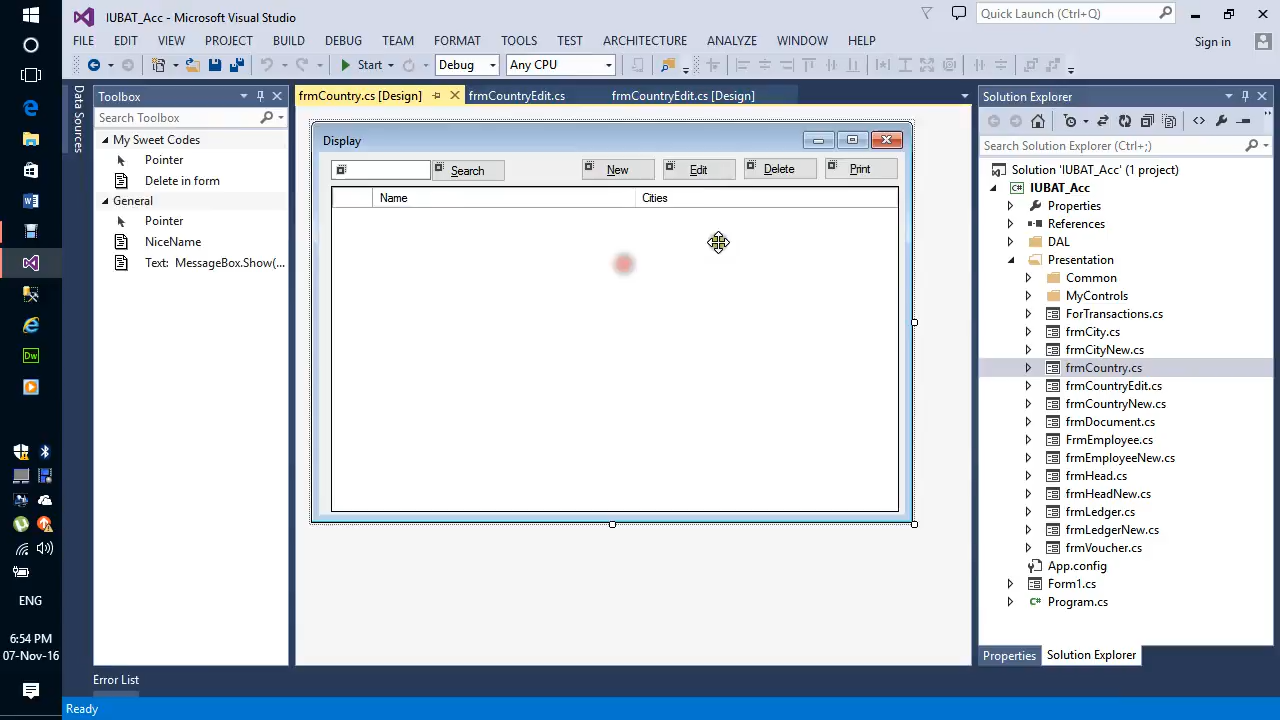 IUBAT_Acc - Microsoft Visual Studio
Quick Launch (Ctrl+Q)
FILE EDIT VIEW PROJECT BUILD DEBUG TEAM FORMAT TOOLS TEST ARCHITECTURE ANALYZE WINDOW HELP
Sign in
Start Debug Any CPU
Data Sources
Toolbox
Search Toolbox
My Sweet Codes
Pointer
Delete in form
General
Pointer
NiceName
Text: MessageBox.Show(...
frmCountry.cs [Design] frmCountryEdit.cs frmCountryEdit.cs [Design]
Display
Search New Edit Delete Print
Name Cities
Solution Explorer
Search Solution Explorer (Ctrl+;)
Solution 'IUBAT_Acc' (1 project)
IUBAT_Acc
Properties
References
DAL
Presentation
Common
MyControls
ForTransactions.cs
frmCity.cs
frmCityNew.cs
frmCountry.cs
frmCountryEdit.cs
frmCountryNew.cs
frmDocument.cs
FrmEmployee.cs
frmEmployeeNew.cs
frmHead.cs
frmHeadNew.cs
frmLedger.cs
frmLedgerNew.cs
frmVoucher.cs
App.config
Form1.cs
Program.cs
Properties Solution Explorer
Error List
Ready
Dw
ENG
6:54 PM
07-Nov-16